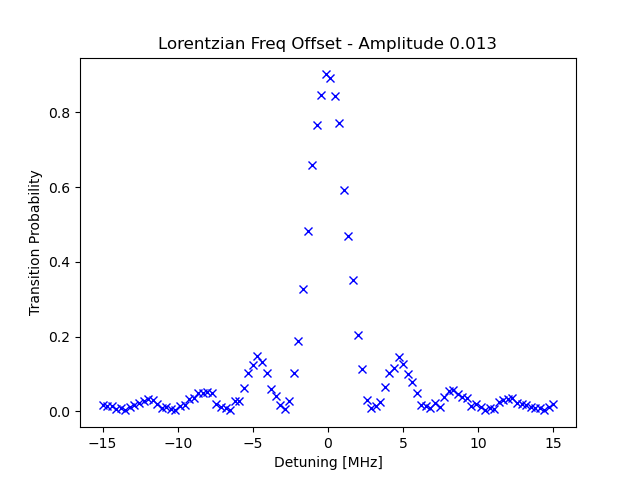 Lorentzian Freq Offset - Amplitude 0.013
Transition Probability
0.8
0.6
0.4
0.2
0.0
−15 −10 −5 0 5 10 15
Detuning [MHz]